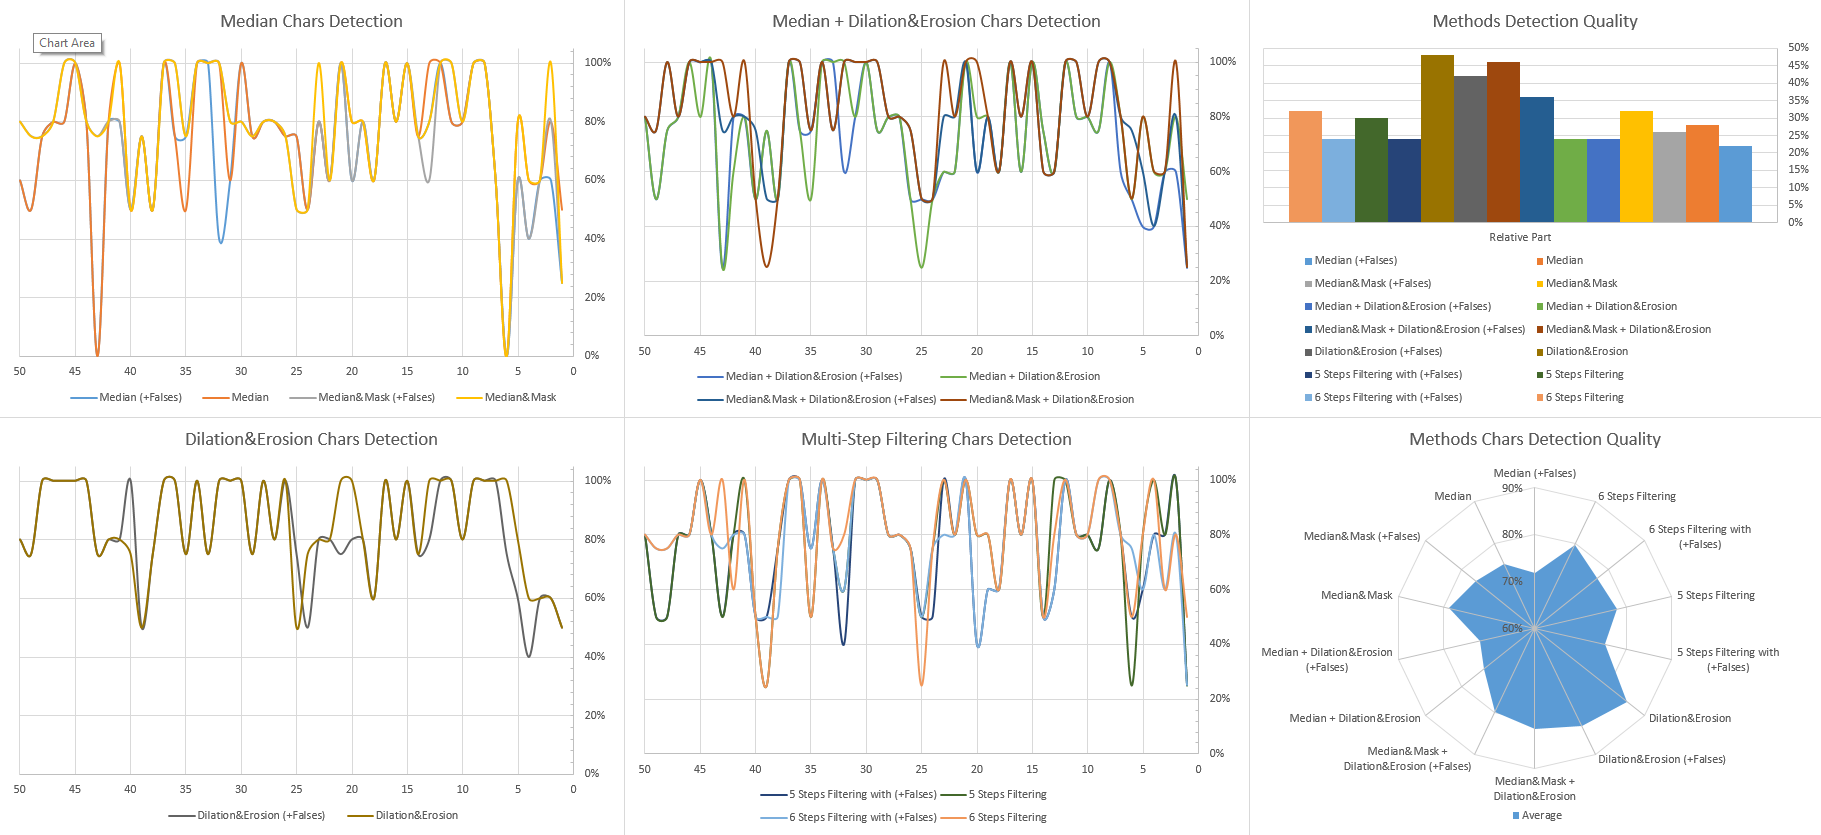 Median Chars Detection
Chart Area
100%
80%
60%
40%
20%
0%
50 45 40 35 30 25 20 15 10 5 0
Median (+Falses) Median Median&Mask (+Falses) Median&Mask
Median + Dilation&Erosion Chars Detection
100%
80%
60%
40%
20%
0%
50 45 40 35 30 25 20 15 10 5 0
Median + Dilation&Erosion (+Falses) Median + Dilation&Erosion
Median&Mask + Dilation&Erosion (+Falses) Median&Mask + Dilation&Erosion
Methods Detection Quality
50%
45%
40%
35%
30%
25%
20%
15%
10%
5%
0%
Relative Part
Median (+Falses) Median
Median&Mask (+Falses) Median&Mask
Median + Dilation&Erosion (+Falses) Median + Dilation&Erosion
Median&Mask + Dilation&Erosion (+Falses) Median&Mask + Dilation&Erosion
Dilation&Erosion (+Falses) Dilation&Erosion
5 Steps Filtering with (+Falses) 5 Steps Filtering
6 Steps Filtering with (+Falses) 6 Steps Filtering
Dilation&Erosion Chars Detection
100%
80%
60%
40%
20%
0%
50 45 40 35 30 25 20 15 10 5 0
Dilation&Erosion (+Falses) Dilation&Erosion
Multi-Step Filtering Chars Detection
100%
80%
60%
40%
20%
0%
50 45 40 35 30 25 20 15 10 5 0
5 Steps Filtering with (+Falses) 5 Steps Filtering
6 Steps Filtering with (+Falses) 6 Steps Filtering
Methods Chars Detection Quality
Median (+Falses)
90%
80%
70%
60%
6 Steps Filtering
6 Steps Filtering with
(+Falses)
5 Steps Filtering
5 Steps Filtering with
(+Falses)
Dilation&Erosion
Dilation&Erosion (+Falses)
Median&Mask +
Dilation&Erosion
Median&Mask +
Dilation&Erosion (+Falses)
Median + Dilation&Erosion
Median + Dilation&Erosion
(+Falses)
Median&Mask
Median&Mask (+Falses)
Median
Average